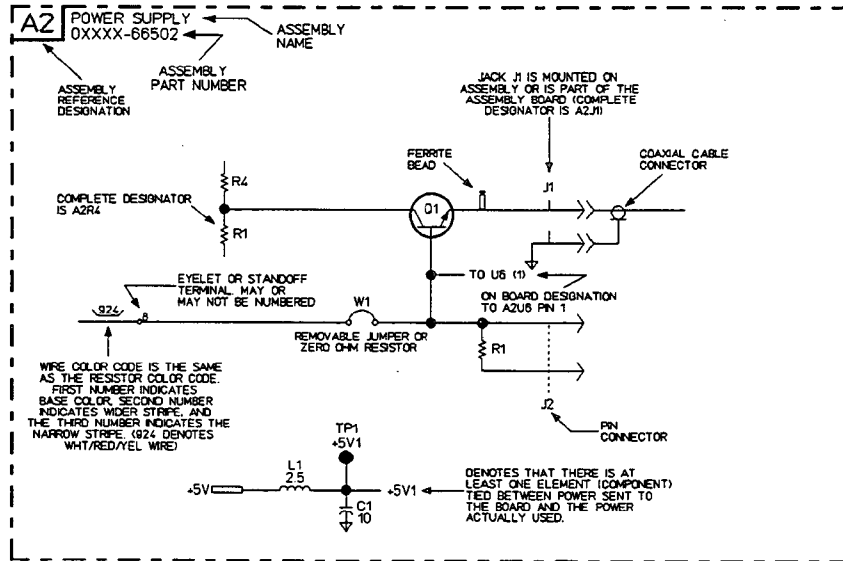 A2
POWER SUPPLY
0XXXX-66502
ASSEMBLY
NAME
ASSEMBLY
PART NUMBER
ASSEMBLY
REFERENCE
DESIGNATION
JACK J1 IS MOUNTED ON
ASSEMBLY OR IS PART OF THE
ASSEMBLY BOARD (COMPLETE
DESIGNATOR IS A2J1)
FERRITE
BEAD
COAXIAL CABLE
CONNECTOR
J1
R4
COMPLETE DESIGNATOR
IS A2R4
Q1
R1
TO U6 (1)
EYELET OR STANDOFF
TERMINAL. MAY OR
MAY NOT BE NUMBERED
ON BOARD DESIGNATION
TO A2U6 PIN 1
924
8
W1
REMOVABLE JUMPER OR
ZERO OHM RESISTOR
R1
WIRE COLOR CODE IS THE SAME
AS THE RESISTOR COLOR CODE.
FIRST NUMBER INDICATES
BASE COLOR, SECOND NUMBER
INDICATES WIDER STRIPE, AND
THE THIRD NUMBER INDICATES THE
NARROW STRIPE. (924 DENOTES
WHT/RED/YEL WIRE)
J2
PIN
CONNECTOR
TP1
+5V1
L1
2.5
+5V
+5V1
C1
10
DENOTES THAT THERE IS AT
LEAST ONE ELEMENT (COMPONENT)
TIED BETWEEN POWER SENT TO
THE BOARD AND THE POWER
ACTUALLY USED.